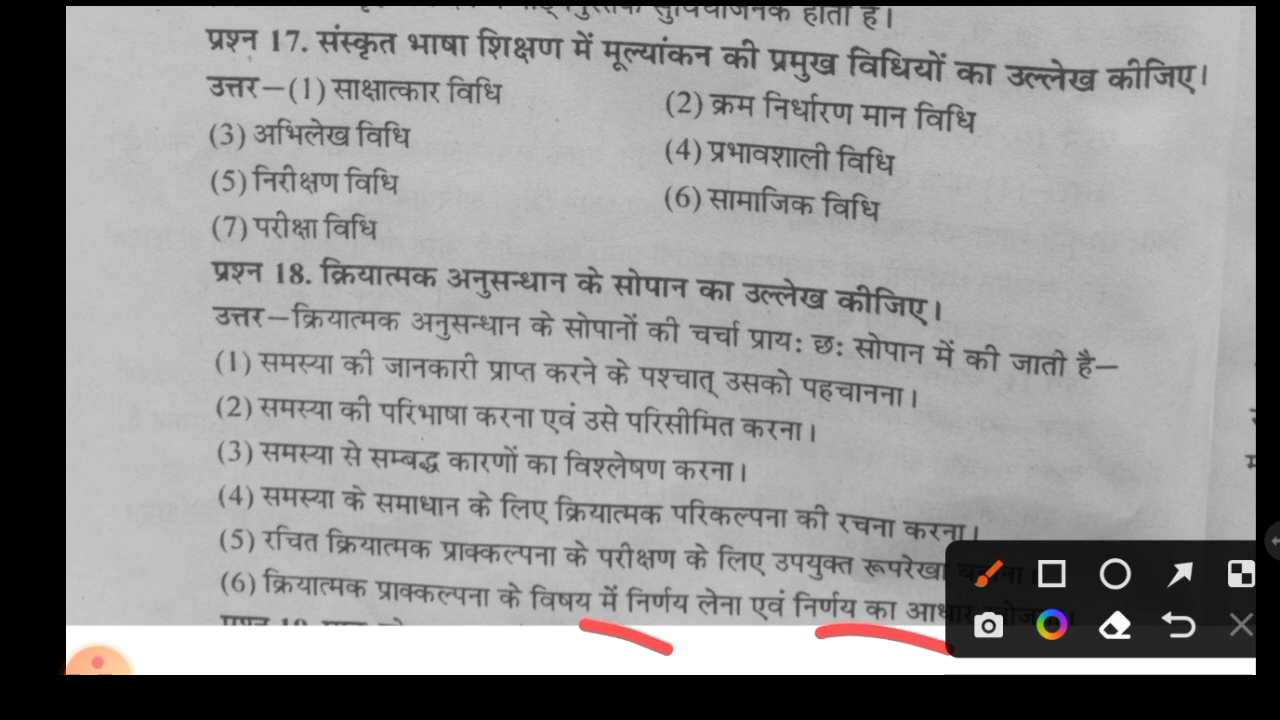 सुविधाजनक होता है।
प्रश्न 17. संस्कृत भाषा शिक्षण में मूल्यांकन की प्रमुख विधियों का उल्लेख कीजिए।
उत्तर–(1) साक्षात्कार विधि (2) क्रम निर्धारण मान विधि
(3) अभिलेख विधि (4) प्रभावशाली विधि
(5) निरीक्षण विधि (6) सामाजिक विधि
(7) परीक्षा विधि
प्रश्न 18. क्रियात्मक अनुसन्धान के सोपान का उल्लेख कीजिए।
उत्तर–क्रियात्मक अनुसन्धान के सोपानों की चर्चा प्राय: छ: सोपान में की जाती है–
(1) समस्या की जानकारी प्राप्त करने के पश्चात् उसको पहचानना।
(2) समस्या की परिभाषा करना एवं उसे परिसीमित करना।
(3) समस्या से सम्बद्ध कारणों का विश्लेषण करना।
(4) समस्या के समाधान के लिए क्रियात्मक परिकल्पना की रचना करना।
(5) रचित क्रियात्मक प्राक्कल्पना के परीक्षण के लिए उपयुक्त रूपरेखा बनाना।
(6) क्रियात्मक प्राक्कल्पना के विषय में निर्णय लेना एवं निर्णय का आधार खोजना।